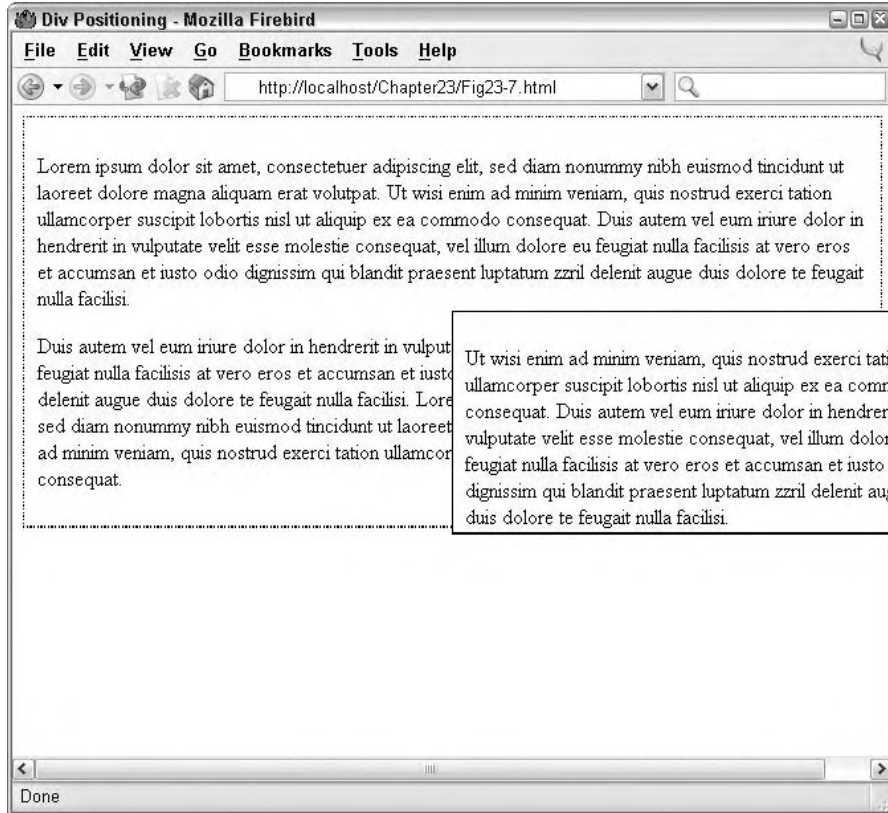 Div Positioning - Mozilla Firebird
File Edit View Go Bookmarks Tools Help
http://localhost/Chapter23/Fig23-7.html
Lorem ipsum dolor sit amet, consectetuer adipiscing elit, sed diam nonummy nibh euismod tincidunt ut
laoreet dolore magna aliquam erat volutpat. Ut wisi enim ad minim veniam, quis nostrud exerci tation
ullamcorper suscipit lobortis nisl ut aliquip ex ea commodo consequat. Duis autem vel eum iriure dolor in
hendrerit in vulputate velit esse molestie consequat, vel illum dolore eu feugiat nulla facilisis at vero eros
et accumsan et iusto odio dignissim qui blandit praesent luptatum zzril delenit augue duis dolore te feugait
nulla facilisi.
Duis autem vel eum iriure dolor in hendrerit in vulput
feugiat nulla facilisis at vero eros et accumsan et iusto
delenit augue duis dolore te feugait nulla facilisi. Lore
sed diam nonummy nibh euismod tincidunt ut laoreet
ad minim veniam, quis nostrud exerci tation ullamcor
consequat.
Ut wisi enim ad minim veniam, quis nostrud exerci tati
ullamcorper suscipit lobortis nisl ut aliquip ex ea comm
consequat. Duis autem vel eum iriure dolor in hendrer
vulputate velit esse molestie consequat, vel illum dolor
feugiat nulla facilisis at vero eros et accumsan et iusto
dignissim qui blandit praesent luptatum zzril delenit aug
duis dolore te feugait nulla facilisi.
Done